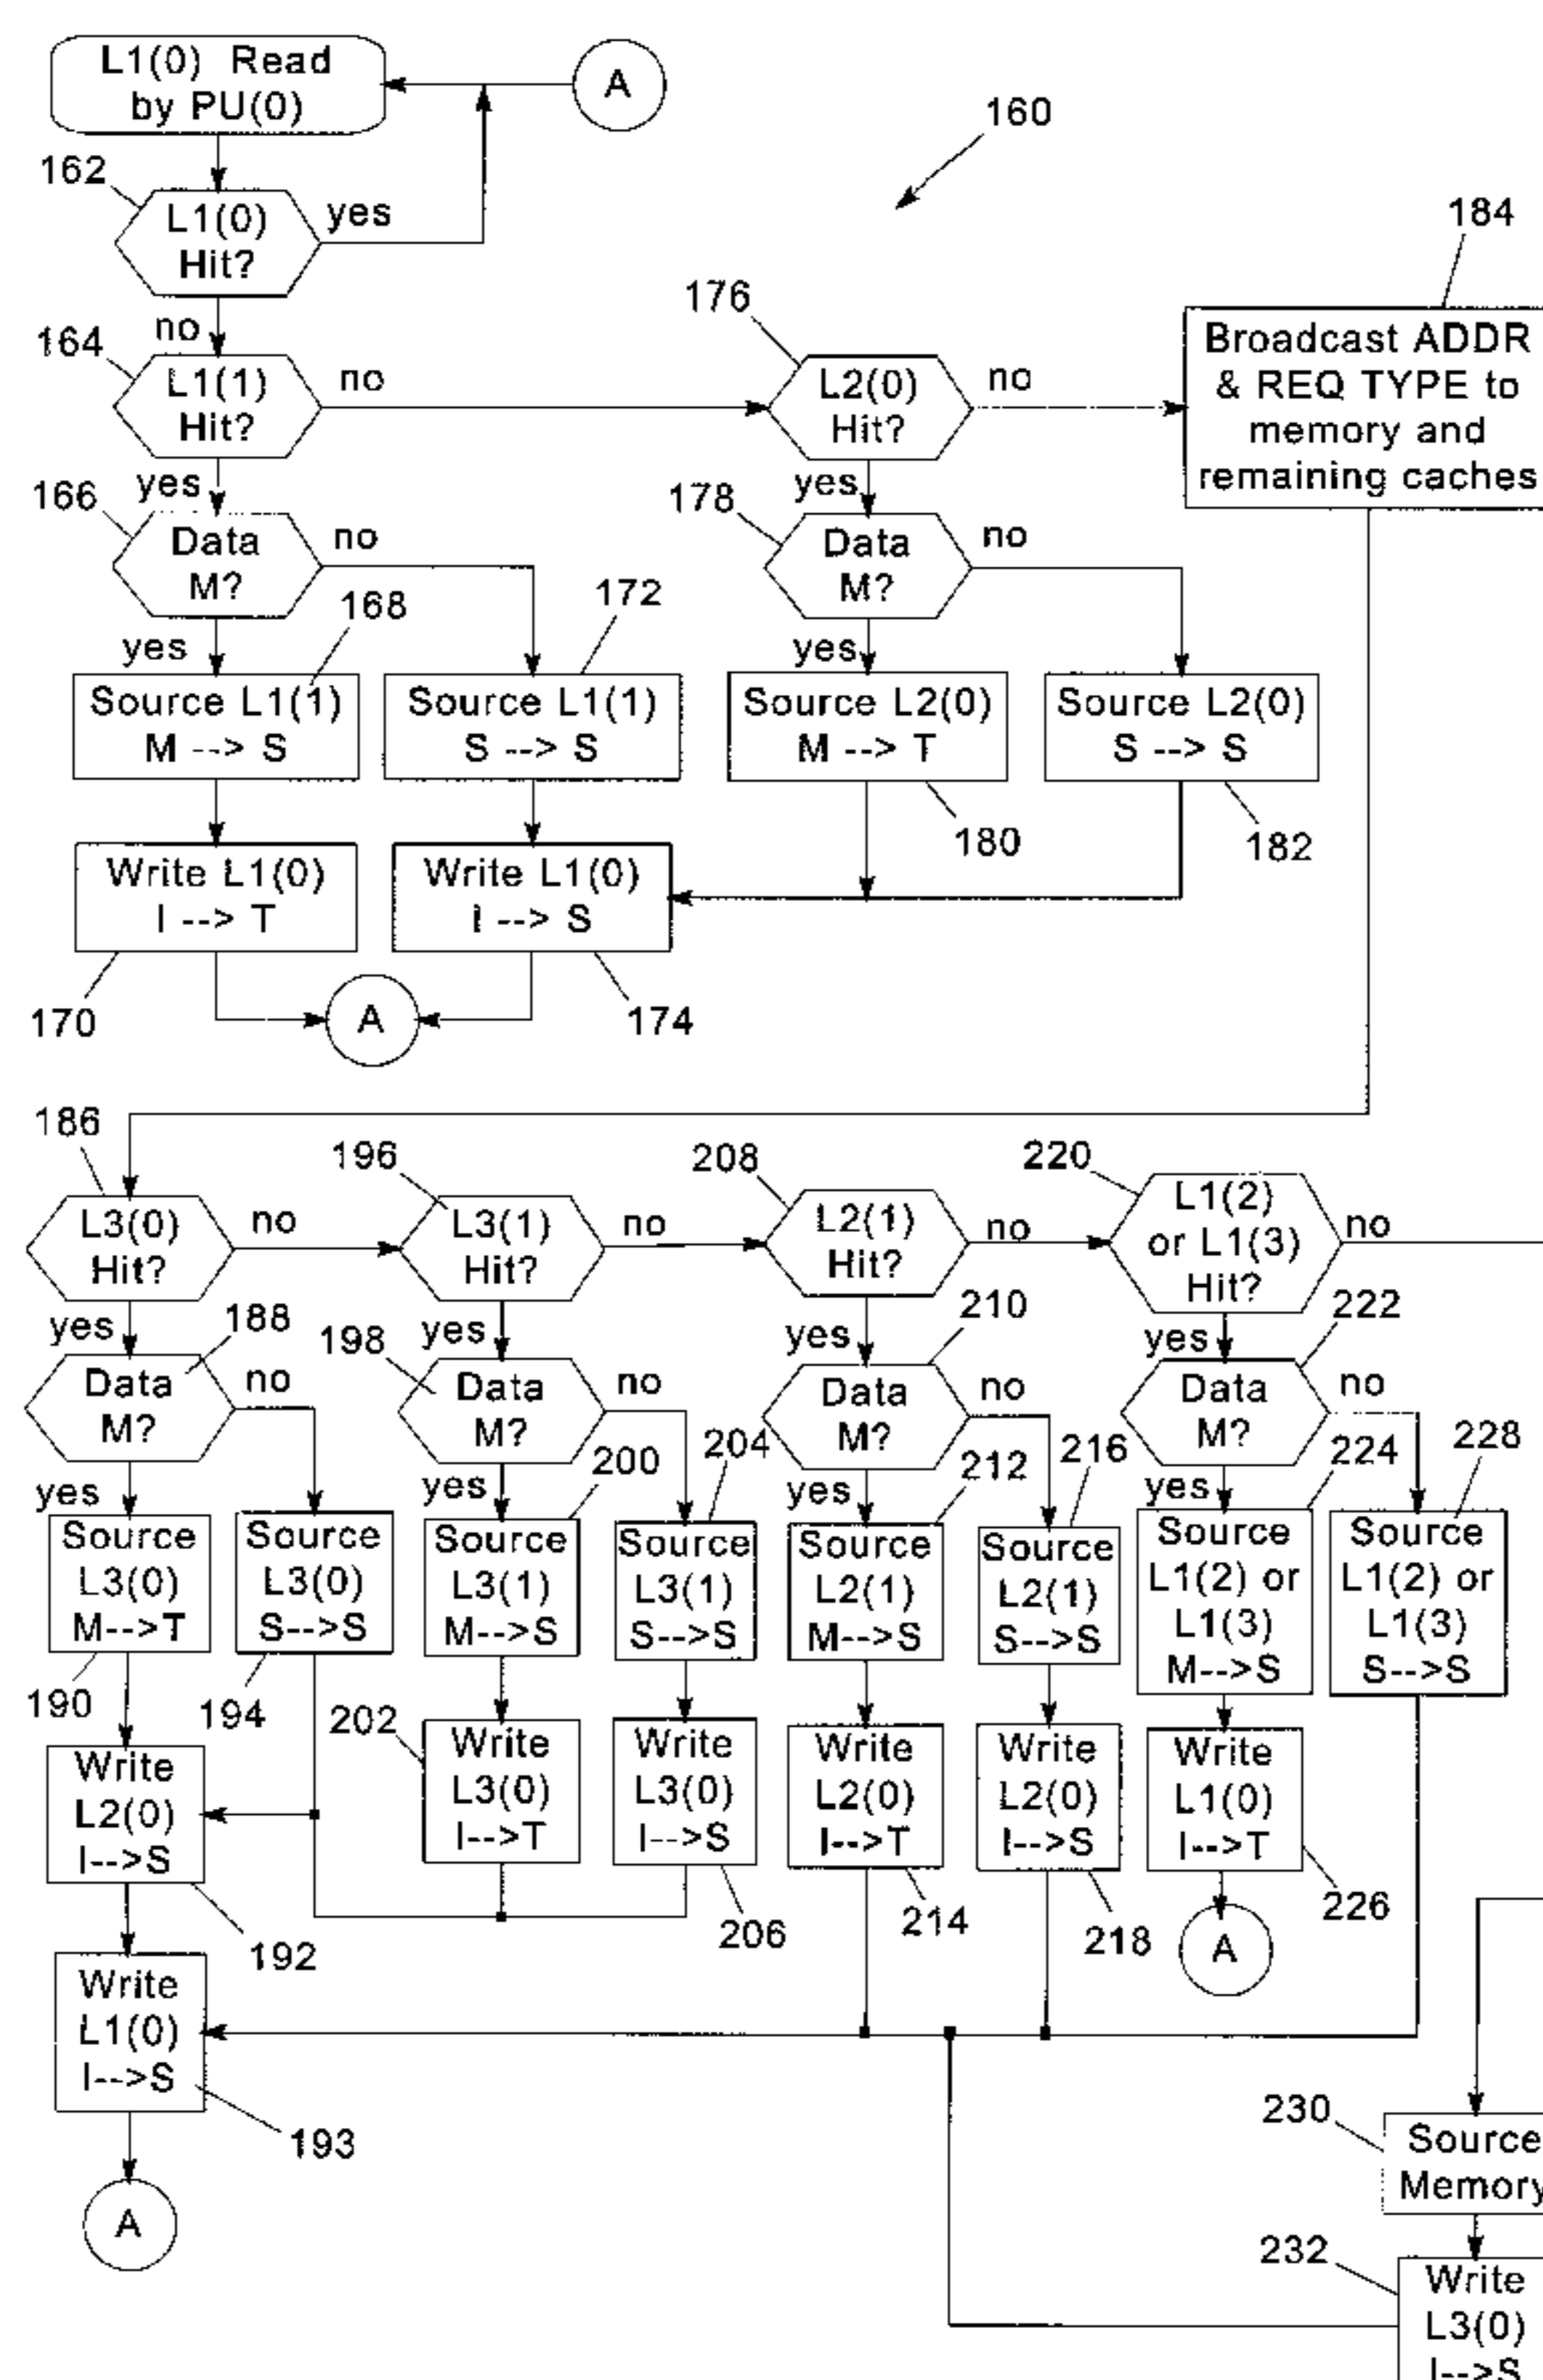 L1(0) Read
by PU(0)
A
160
162
L1(0)
Hit?
yes
184
no
176
164
L1(1)
Hit?
no
L2(0)
Hit?
no
Broadcast ADDR
& REQ TYPE to
memory and
remaining caches
yes
yes
166
Data
M?
no
178
Data
M?
no
168
172
yes
yes
Source L1(1)
M --> S
Source L1(1)
S --> S
Source L2(0)
M --> T
Source L2(0)
S --> S
180
182
Write L1(0)
I --> T
Write L1(0)
I --> S
170
A
174
186
196
208
220
L3(0)
Hit?
no
L3(1)
Hit?
no
L2(1)
Hit?
no
L1(2)
or L1(3)
Hit?
no
yes
188
198
yes
yes
210
yes
222
Data
M?
no
Data
M?
no
Data
M?
no
Data
M?
no
yes
yes
200
204
yes
212
216
yes
224
228
Source
L3(0)
M-->T
Source
L3(0)
S-->S
Source
L3(1)
M-->S
Source
L3(1)
S-->S
Source
L2(1)
M-->S
Source
L2(1)
S-->S
Source
L1(2) or
L1(3)
M-->S
Source
L1(2) or
L1(3)
S-->S
190
194
202
Write
L2(0)
I-->S
Write
L3(0)
I-->T
Write
L3(0)
I-->S
Write
L2(0)
I-->T
Write
L2(0)
I-->S
Write
L1(0)
I-->T
192
206
214
218
226
A
Write
L1(0)
I-->S
193
A
230
Source
Memory
232
Write
L3(0)
I-->S